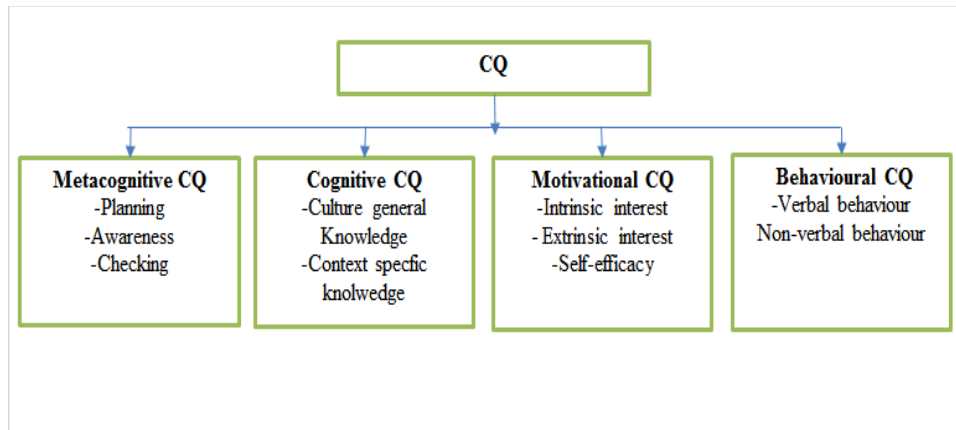 CQ
Metacognitive CQ
-Planning
-Awareness
-Checking
Cognitive CQ
-Culture general
Knowledge
-Context specfic
knolwedge
Motivational CQ
-Intrinsic interest
- Extrinsic interest
-Self-efficacy
Behavioural CQ
-Verbal behaviour
Non-verbal behaviour